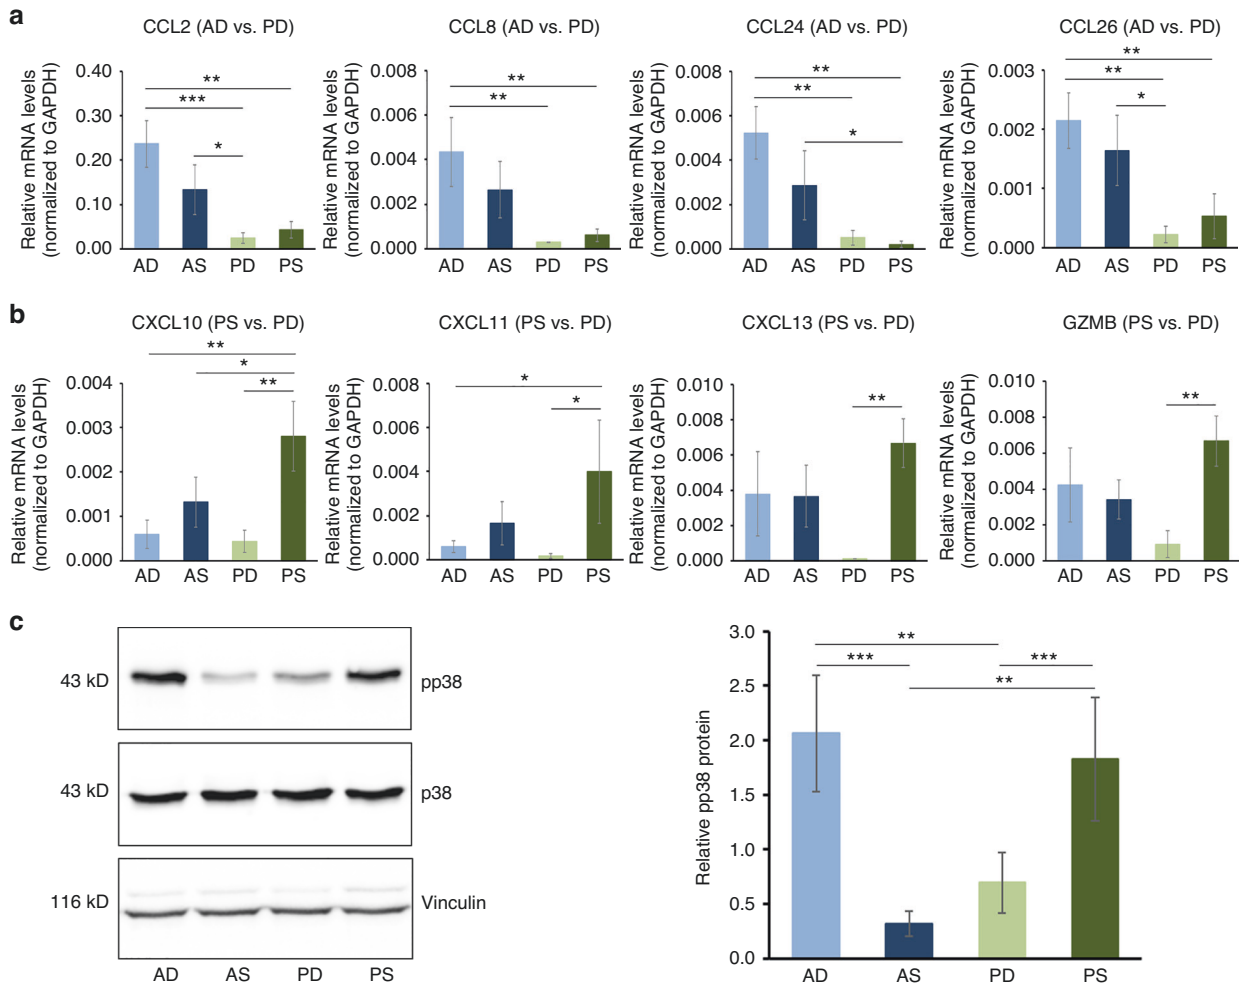 a
CCL2 (AD vs. PD)
Relative mRNA levels
(normalized to GAPDH)
0.40
0.30
0.20
0.10
0.00
**
***
*
AD AS PD PS
CCL8 (AD vs. PD)
Relative mRNA levels
(normalized to GAPDH)
0.008
0.006
0.004
0.002
0.000
**
**
AD AS PD PS
CCL24 (AD vs. PD)
Relative mRNA levels
(normalized to GAPDH)
0.008
0.006
0.004
0.002
0.000
**
**
*
AD AS PD PS
CCL26 (AD vs. PD)
Relative mRNA levels
(normalized to GAPDH)
0.003
0.002
0.001
0.000
**
**
*
AD AS PD PS
b
CXCL10 (PS vs. PD)
Relative mRNA levels
(normalized to GAPDH)
0.004
0.003
0.002
0.001
0.000
**
*
**
AD AS PD PS
CXCL11 (PS vs. PD)
Relative mRNA levels
(normalized to GAPDH)
0.008
0.006
0.004
0.002
0.000
*
*
AD AS PD PS
CXCL13 (PS vs. PD)
Relative mRNA levels
(normalized to GAPDH)
0.010
0.008
0.006
0.004
0.002
0.000
**
AD AS PD PS
GZMB (PS vs. PD)
Relative mRNA levels
(normalized to GAPDH)
0.010
0.008
0.006
0.004
0.002
0.000
**
AD AS PD PS
c
43 kD pp38
43 kD p38
116 kD Vinculin
AD AS PD PS
Relative pp38 protein
3.0
2.5
2.0
1.5
1.0
0.5
0.0
**
*** ***
**
AD AS PD PS